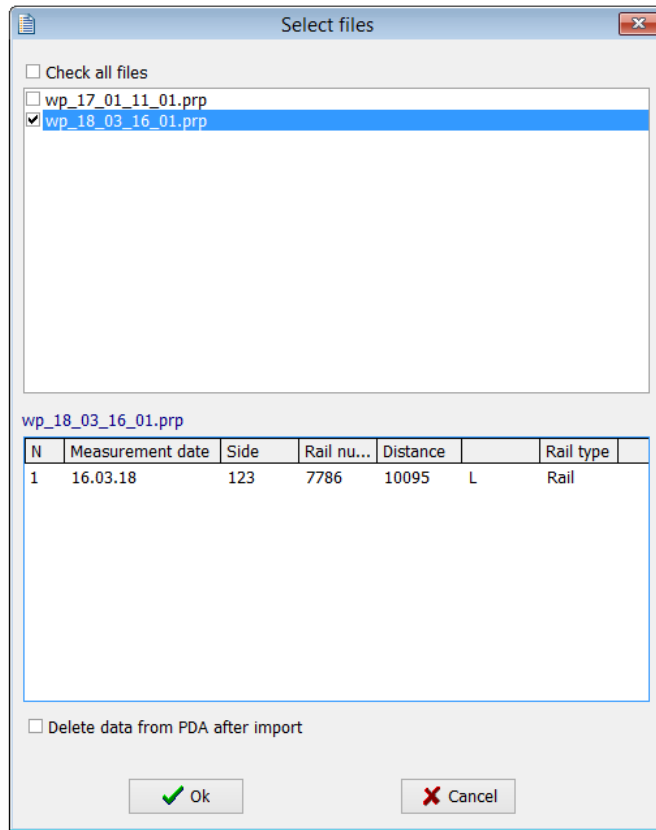 Select files
Check all files
wp_17_01_11_01.prp
wp_18_03_16_01.prp
wp_18_03_16_01.prp
N Measurement date Side Rail nu... Distance Rail type
1 16.03.18 123 7786 10095 L Rail
Delete data from PDA after import
Ok Cancel